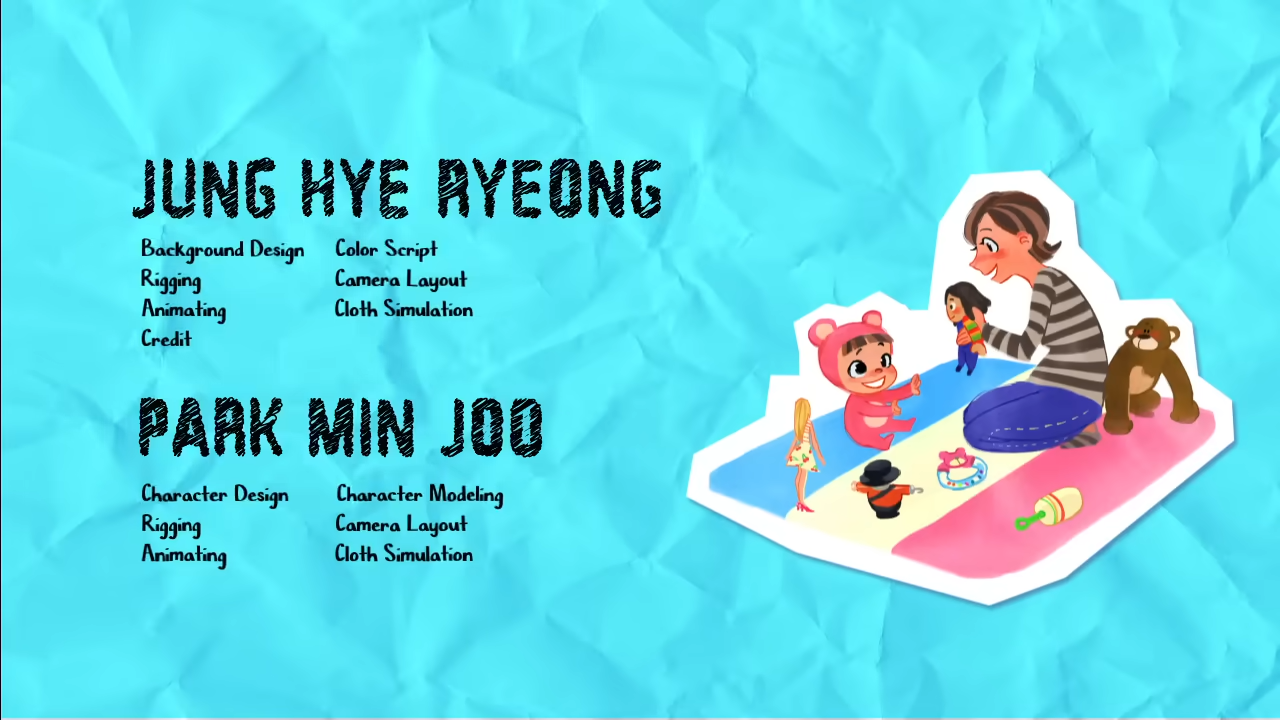 JUNG HYE RYEONG
Background Design Color Script
Rigging Camera Layout
Animating Cloth Simulation
Credit
PARK MIN JOO
Character Design Character Modeling
Rigging Camera Layout
Animating Cloth Simulation